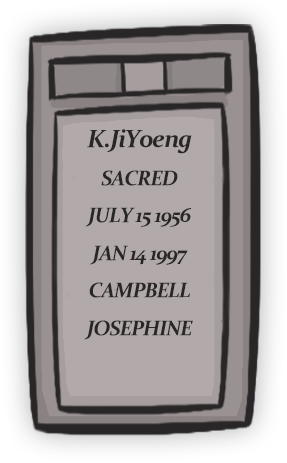 K.JiYoeng
SACRED
JULY 15 1956
JAN 14 1997
CAMPBELL
JOSEPHINE